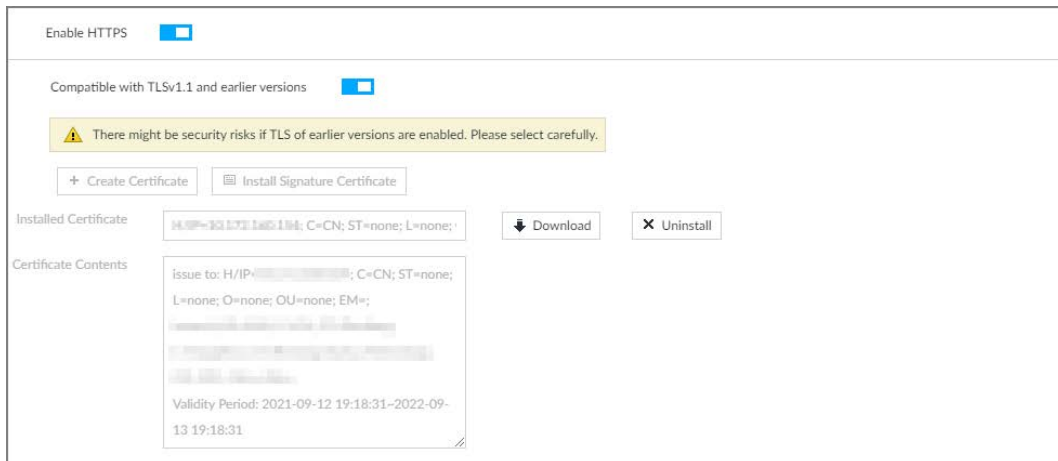 Enable HTTPS
Compatible with TLSv1.1 and earlier versions
There might be security risks if TLS of earlier versions are enabled. Please select carefully.
+ Create Certificate Install Signature Certificate
Installed Certificate ; C=CN; ST=none; L=none; Download Uninstall
Certificate Contents
issue to: H/IP= ; C=CN; ST=none;
L=none; O=none; OU=none; EM=;
Validity Period: 2021-09-12 19:18:31~2022-09-
13 19:18:31